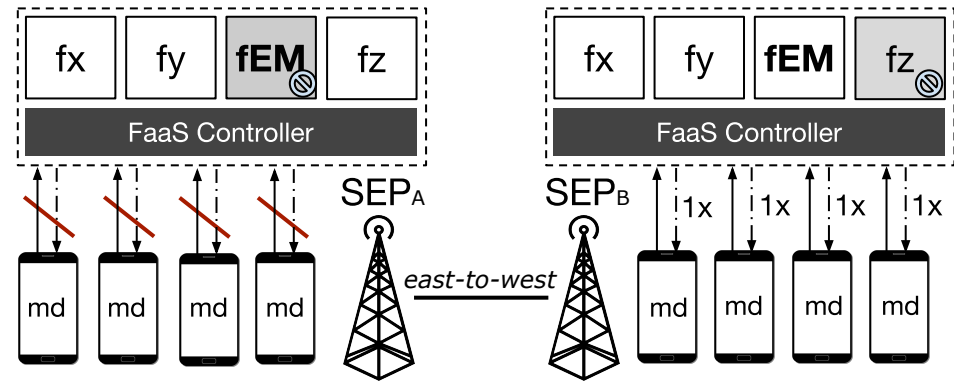 fx fy fEM fz
FaaS Controller
SEPA
md md md md
east-to-west
fx fy fEM fz
FaaS Controller
SEPB
1x 1x 1x 1x
md md md md